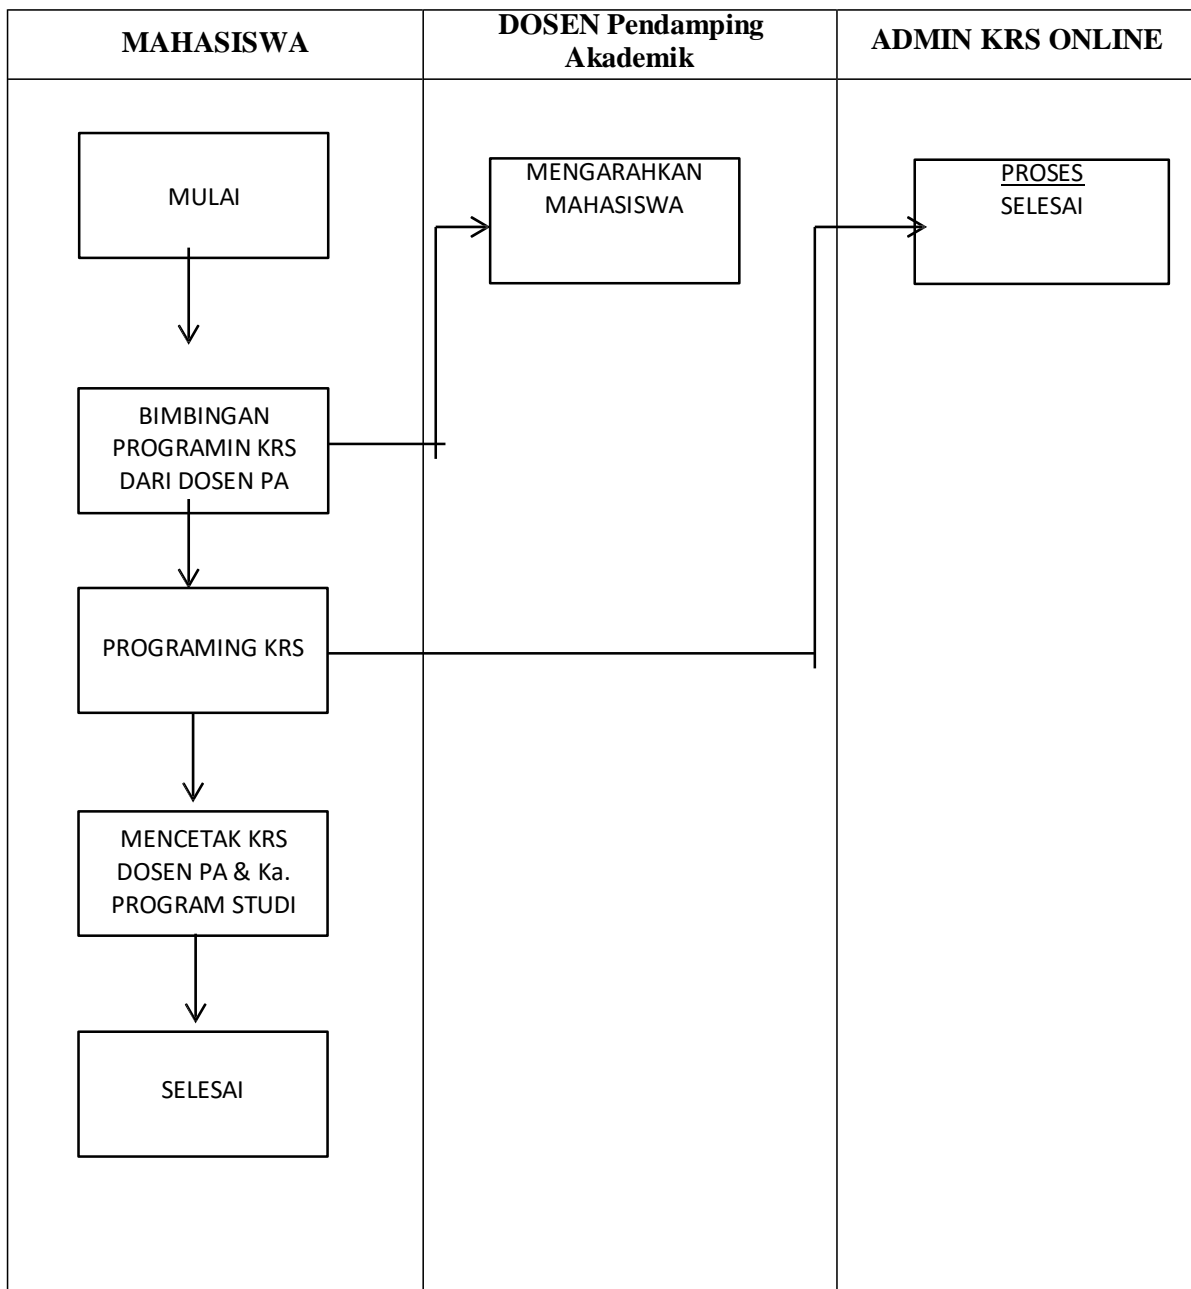 MAHASISWA
DOSEN Pendamping
Akademik
ADMIN KRS ONLINE
MULAI
MENGARAHKAN
MAHASISWA
PROSES
SELESAI
BIMBINGAN
PROGRAMIN KRS
DARI DOSEN PA
PROGRAMING KRS
MENCETAK KRS
DOSEN PA & Ka.
PROGRAM STUDI
SELESAI